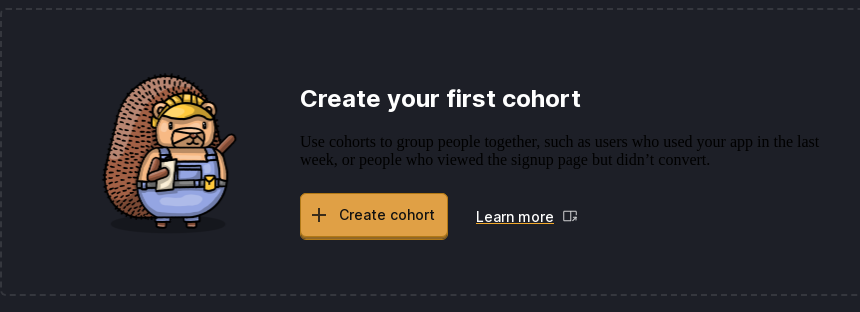 Create your first cohort
Use cohorts to group people together, such as users who used your app in the last
week, or people who viewed the signup page but didn’t convert.
Create cohort
Learn more